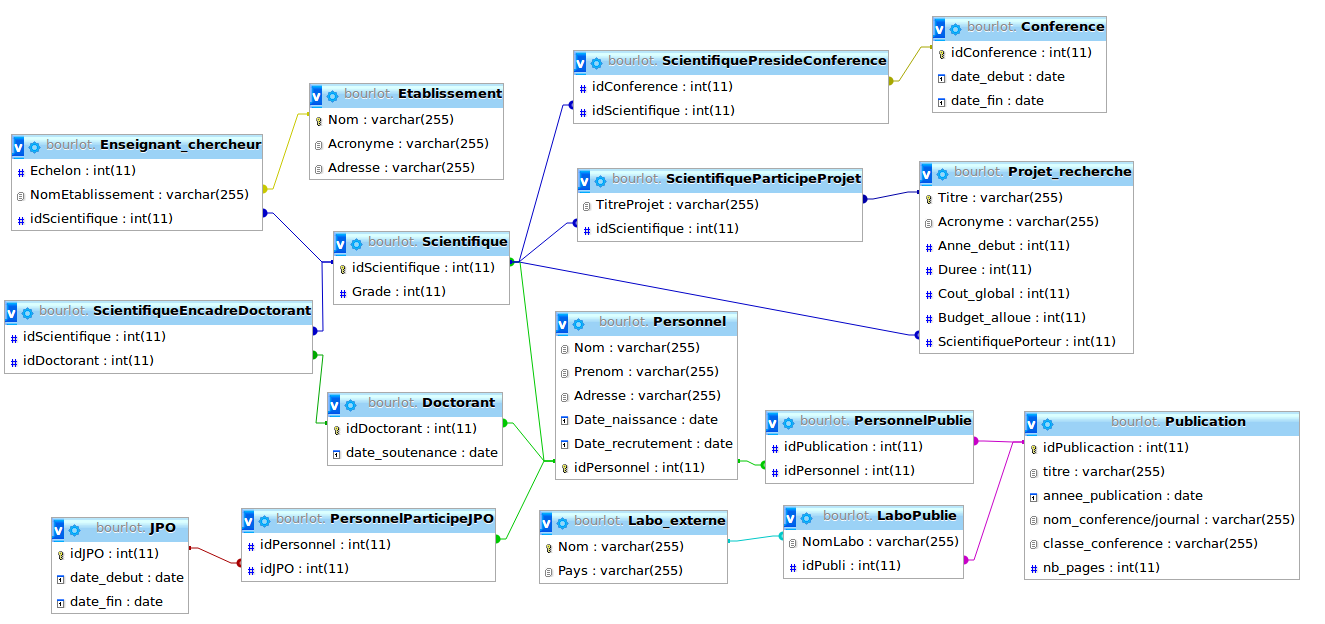 bourlot. Conference
idConference : int(11)
date_debut : date
date_fin : date
bourlot. ScientifiquePresideConference
idConference : int(11)
idScientifique : int(11)
bourlot. Etablissement
Nom : varchar(255)
Acronyme : varchar(255)
Adresse : varchar(255)
bourlot. Enseignant_chercheur
Echelon : int(11)
NomEtablissement : varchar(255)
idScientifique : int(11)
bourlot. ScientifiqueParticipeProjet
TitreProjet : varchar(255)
idScientifique : int(11)
bourlot. Projet_recherche
Titre : varchar(255)
Acronyme : varchar(255)
Anne_debut : int(11)
Duree : int(11)
Cout_global : int(11)
Budget_alloue : int(11)
ScientifiquePorteur : int(11)
bourlot. Scientifique
idScientifique : int(11)
Grade : int(11)
bourlot. ScientifiqueEncadreDoctorant
idScientifique : int(11)
idDoctorant : int(11)
bourlot. Personnel
Nom : varchar(255)
Prenom : varchar(255)
Adresse : varchar(255)
Date_naissance : date
Date_recrutement : date
idPersonnel : int(11)
bourlot. Doctorant
idDoctorant : int(11)
date_soutenance : date
bourlot. PersonnelPublie
idPublication : int(11)
idPersonnel : int(11)
bourlot. Publication
idPublicaction : int(11)
titre : varchar(255)
annee_publication : date
nom_conference/journal : varchar(255)
classe_conference : varchar(255)
nb_pages : int(11)
bourlot. JPO
idJPO : int(11)
date_debut : date
date_fin : date
bourlot. PersonnelParticipeJPO
idPersonnel : int(11)
idJPO : int(11)
bourlot. Labo_externe
Nom : varchar(255)
Pays : varchar(255)
bourlot. LaboPublie
NomLabo : varchar(255)
idPubli : int(11)